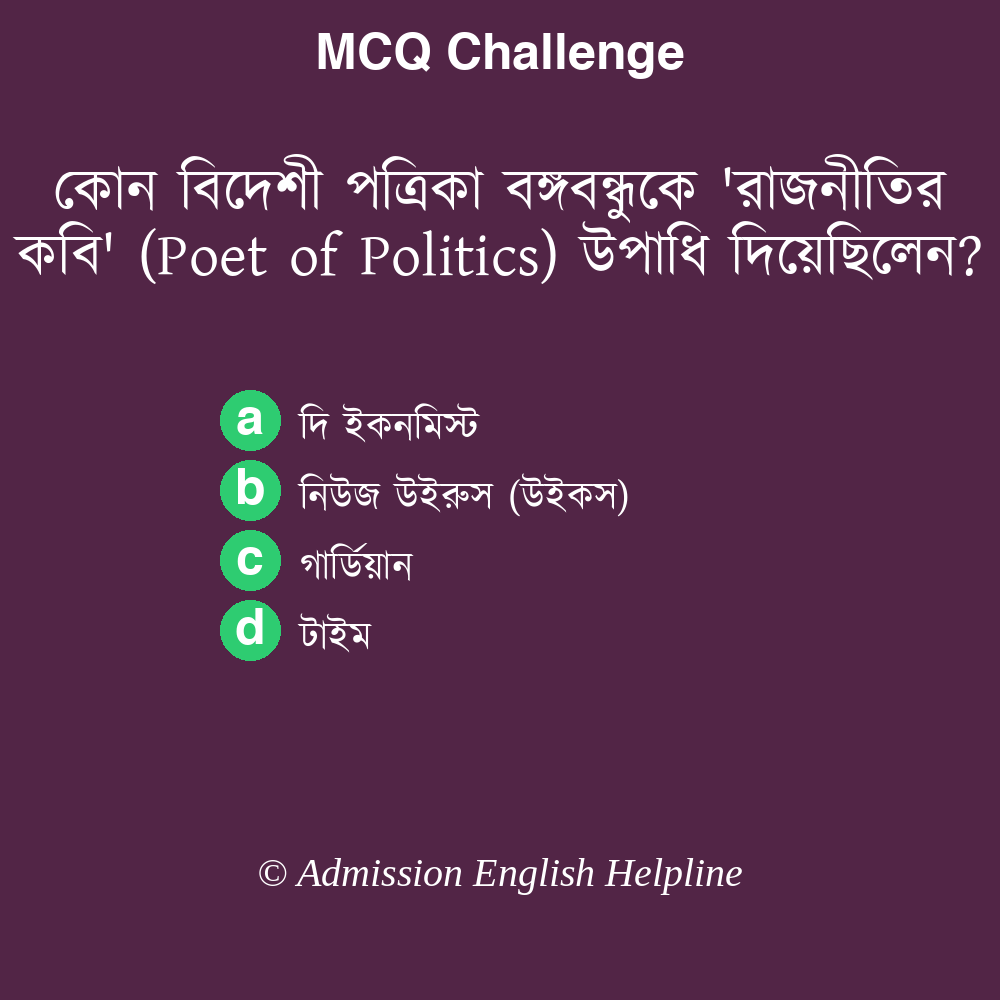 MCQ Challenge
কোন বিদেশী পত্রিকা বঙ্গবন্ধুকে 'রাজনীতির
কবি' (Poet of Politics) উপাধি দিয়েছিলেন?
a দি ইকনমিস্ট
b নিউজ উইরুস (উইকস)
c গার্ডিয়ান
d টাইম
© Admission English Helpline